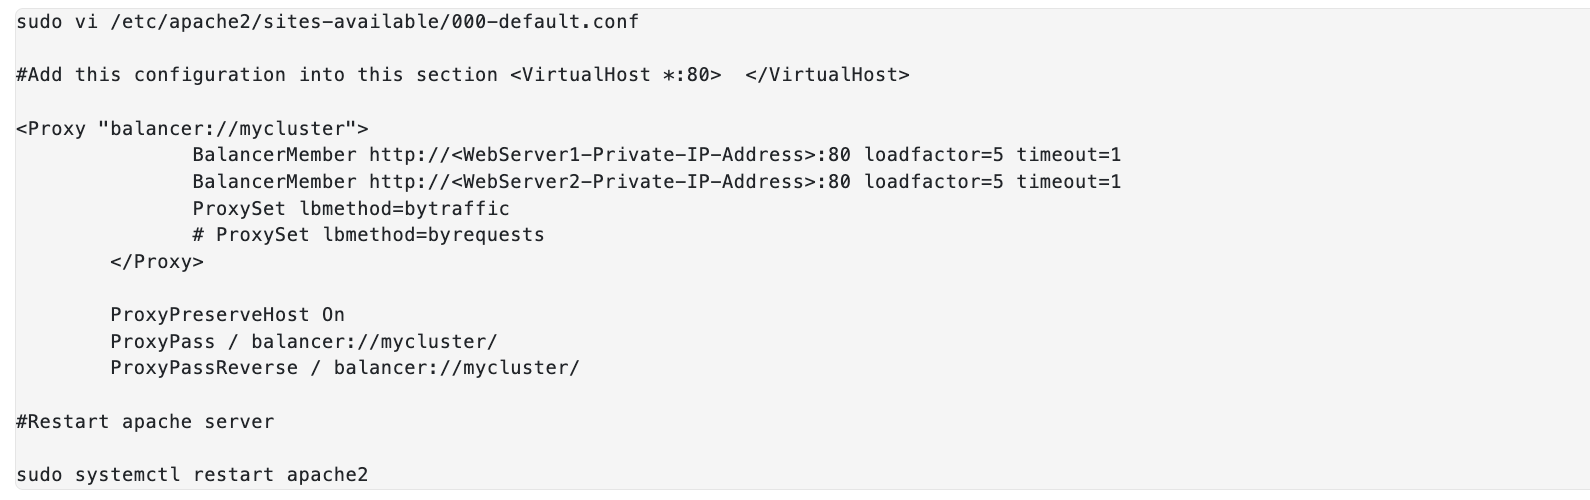 sudo vi /etc/apache2/sites-available/000-default.conf
#Add this configuration into this section <VirtualHost *:80>  </VirtualHost>
<Proxy "balancer://mycluster">
BalancerMember http://<WebServer1-Private-IP-Address>:80 loadfactor=5 timeout=1
BalancerMember http://<WebServer2-Private-IP-Address>:80 loadfactor=5 timeout=1
ProxySet lbmethod=bytraffic
# ProxySet lbmethod=byrequests
</Proxy>
ProxyPreserveHost On
ProxyPass / balancer://mycluster/
ProxyPassReverse / balancer://mycluster/
#Restart apache server
sudo systemctl restart apache2